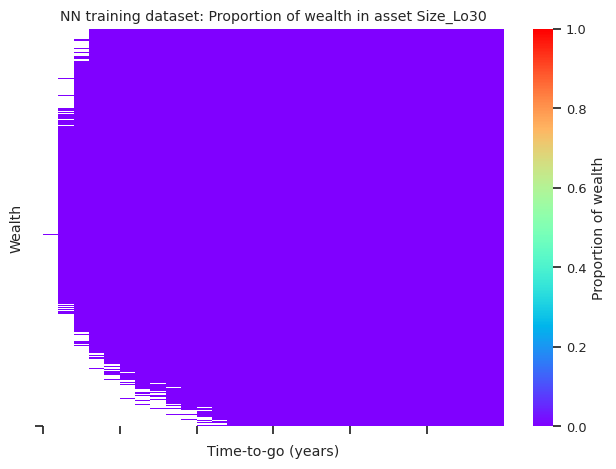 NN training dataset: Proportion of wealth in asset Size_Lo30
Wealth
Time-to-go (years)
1.0
0.8
0.6
0.4
0.2
0.0
Proportion of wealth